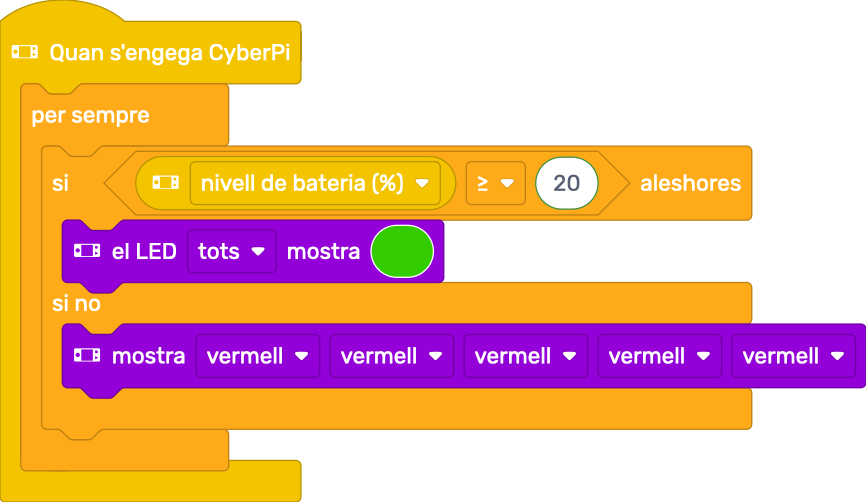 Quan s'engega CyberPi
per sempre
si nivell de bateria (%) ≥ 20 aleshores
el LED tots mostra
si no
mostra vermell vermell vermell vermell vermell